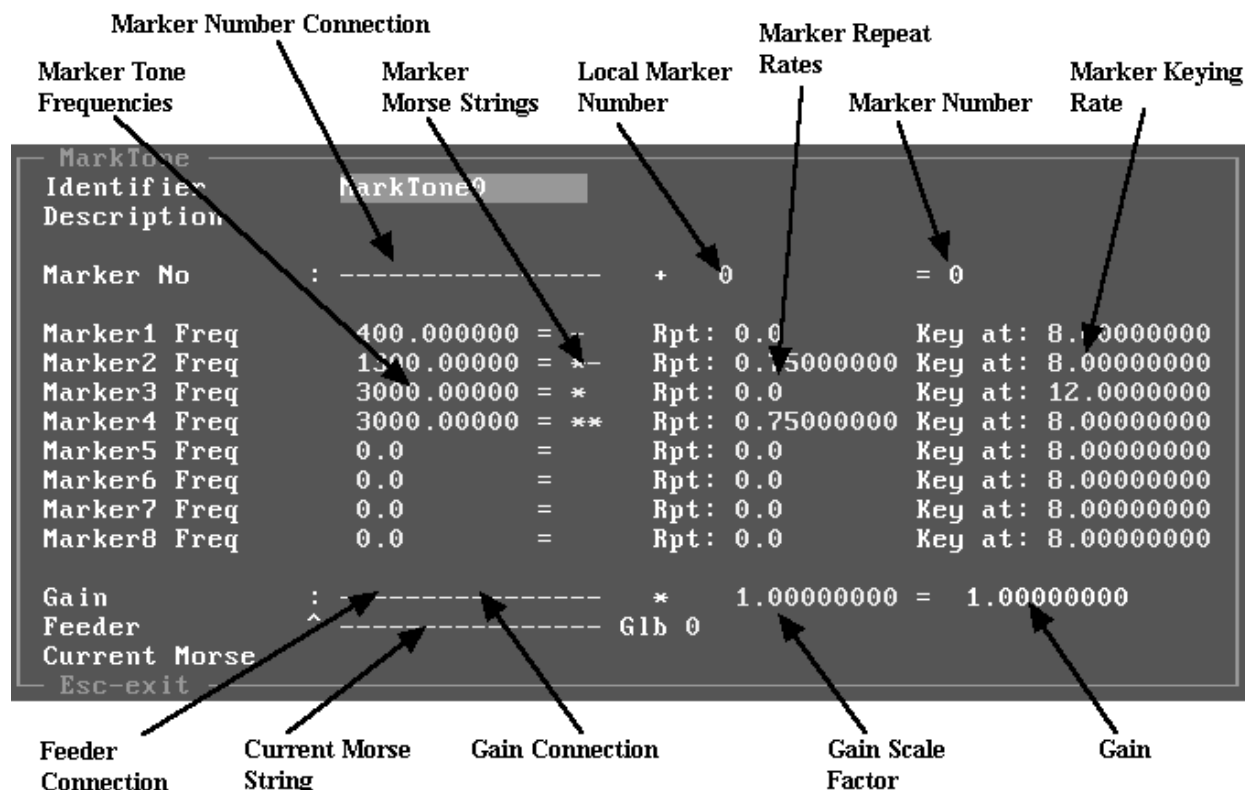 Marker Number Connection
Marker Tone
Frequencies
Marker
Morse Strings
Local Marker
Number
Marker Repeat
Rates
Marker Number
Marker Keying
Rate
MarkTone
Identifier MarkTone0
Description
Marker No : ---------------- + 0 = 0
Marker1 Freq 400.000000 = - Rpt: 0.0 Key at: 8.00000000
Marker2 Freq 1300.00000 = *- Rpt: 0.75000000 Key at: 8.00000000
Marker3 Freq 3000.00000 = * Rpt: 0.0 Key at: 12.0000000
Marker4 Freq 3000.00000 = ** Rpt: 0.75000000 Key at: 8.00000000
Marker5 Freq 0.0 = Rpt: 0.0 Key at: 8.00000000
Marker6 Freq 0.0 = Rpt: 0.0 Key at: 8.00000000
Marker7 Freq 0.0 = Rpt: 0.0 Key at: 8.00000000
Marker8 Freq 0.0 = Rpt: 0.0 Key at: 8.00000000
Gain : ---------------- * 1.00000000 = 1.00000000
Feeder ^ ---------------- Glb 0
Current Morse
Esc-exit
Feeder
Connection
Current Morse
String
Gain Connection
Gain Scale
Factor
Gain